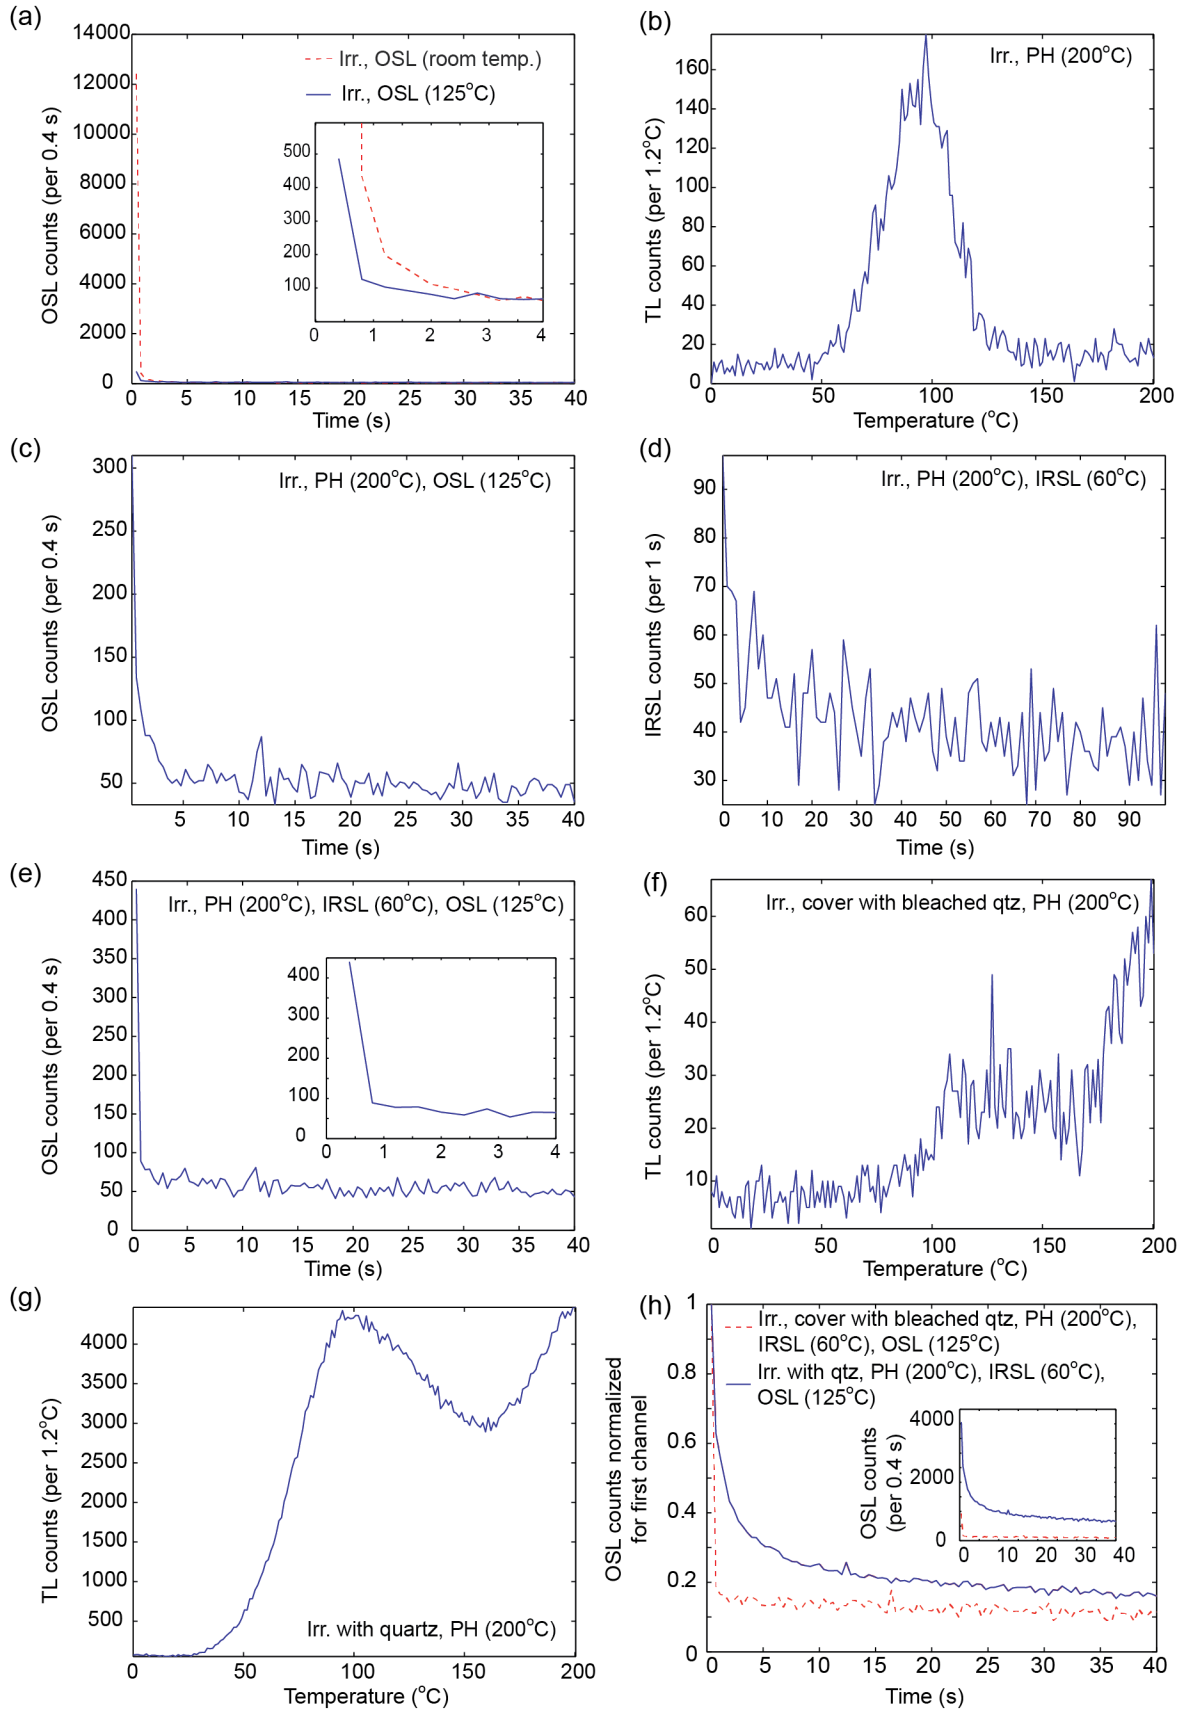 (a)
14000
12000
10000
8000
6000
4000
2000
0
OSL counts (per 0.4 s)
Irr., OSL (room temp.)
Irr., OSL (125°C)
500
400
300
200
100
0 1 2 3 4
0 5 10 15 20 25 30 35 40
Time (s)
(b)
160
140
120
100
80
60
40
20
0
TL counts (per 1.2°C)
Irr., PH (200°C)
50 100 150 200
Temperature (°C)
(c)
300
250
200
150
100
50
OSL counts (per 0.4 s)
Irr., PH (200°C), OSL (125°C)
5 10 15 20 25 30 35 40
Time (s)
(d)
90
80
70
60
50
40
30
IRSL counts (per 1 s)
Irr., PH (200°C), IRSL (60°C)
0 10 20 30 40 50 60 70 80 90
Time (s)
(e)
450
400
350
300
250
200
150
100
50
0
OSL counts (per 0.4 s)
Irr., PH (200°C), IRSL (60°C), OSL (125°C)
400
300
200
100
0
0 1 2 3 4
0 5 10 15 20 25 30 35 40
Time (s)
(f)
60
50
40
30
20
10
TL counts (per 1.2°C)
Irr., cover with bleached qtz, PH (200°C)
0 50 100 150 200
Temperature (°C)
(g)
4000
3500
3000
2500
2000
1500
1000
500
TL counts (per 1.2°C)
Irr. with quartz, PH (200°C)
0 50 100 150 200
Temperature (°C)
(h)
1
0.8
0.6
0.4
0.2
0
OSL counts normalized
for first channel
Irr., cover with bleached qtz, PH (200°C),
IRSL (60°C), OSL (125°C)
Irr. with qtz, PH (200°C), IRSL (60°C),
OSL (125°C)
OSL counts
(per 0.4 s)
4000
2000
0
0 10 20 30 40
0 5 10 15 20 25 30 35 40
Time (s)